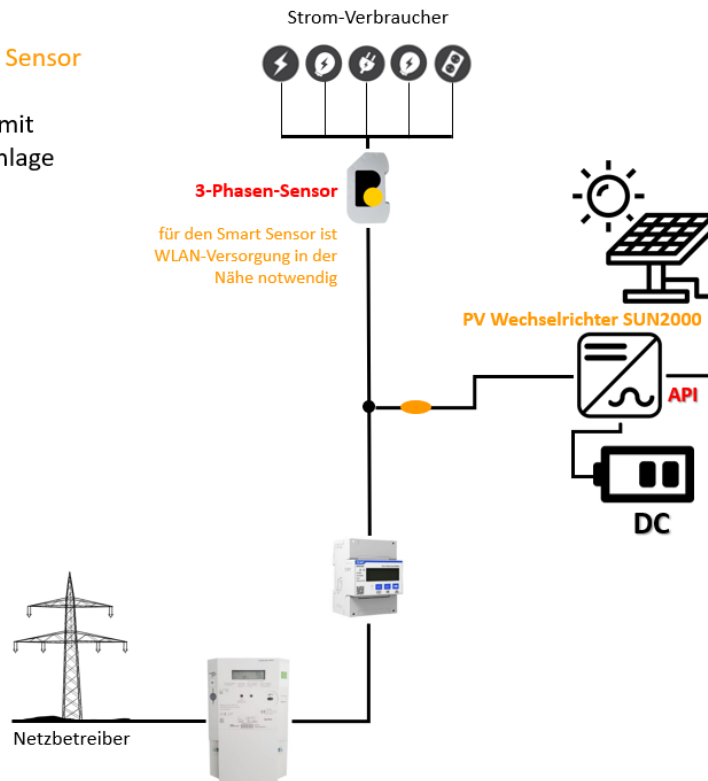 Strom-Verbraucher
Sensor
mit
nlage
3-Phasen-Sensor
für den Smart Sensor ist
WLAN-Versorgung in der
Nähe notwendig
PV Wechselrichter SUN2000
API
DC
Netzbetreiber